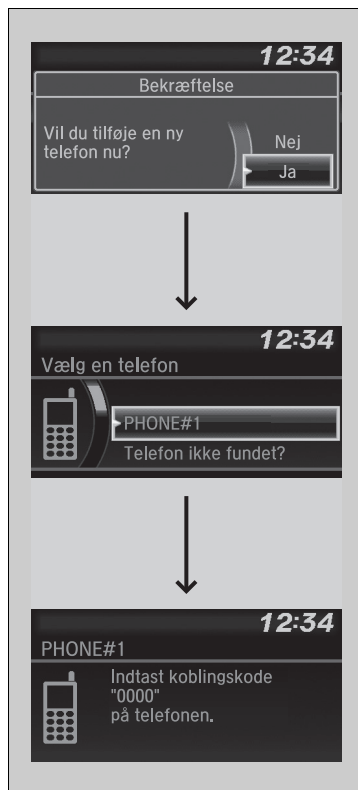 12:34
Bekræftelse
Vil du tilføje en ny
telefon nu?
Nej
Ja
12:34
Vælg en telefon
PHONE#1
Telefon ikke fundet?
12:34
PHONE#1
Indtast koblingskode
"0000"
på telefonen.